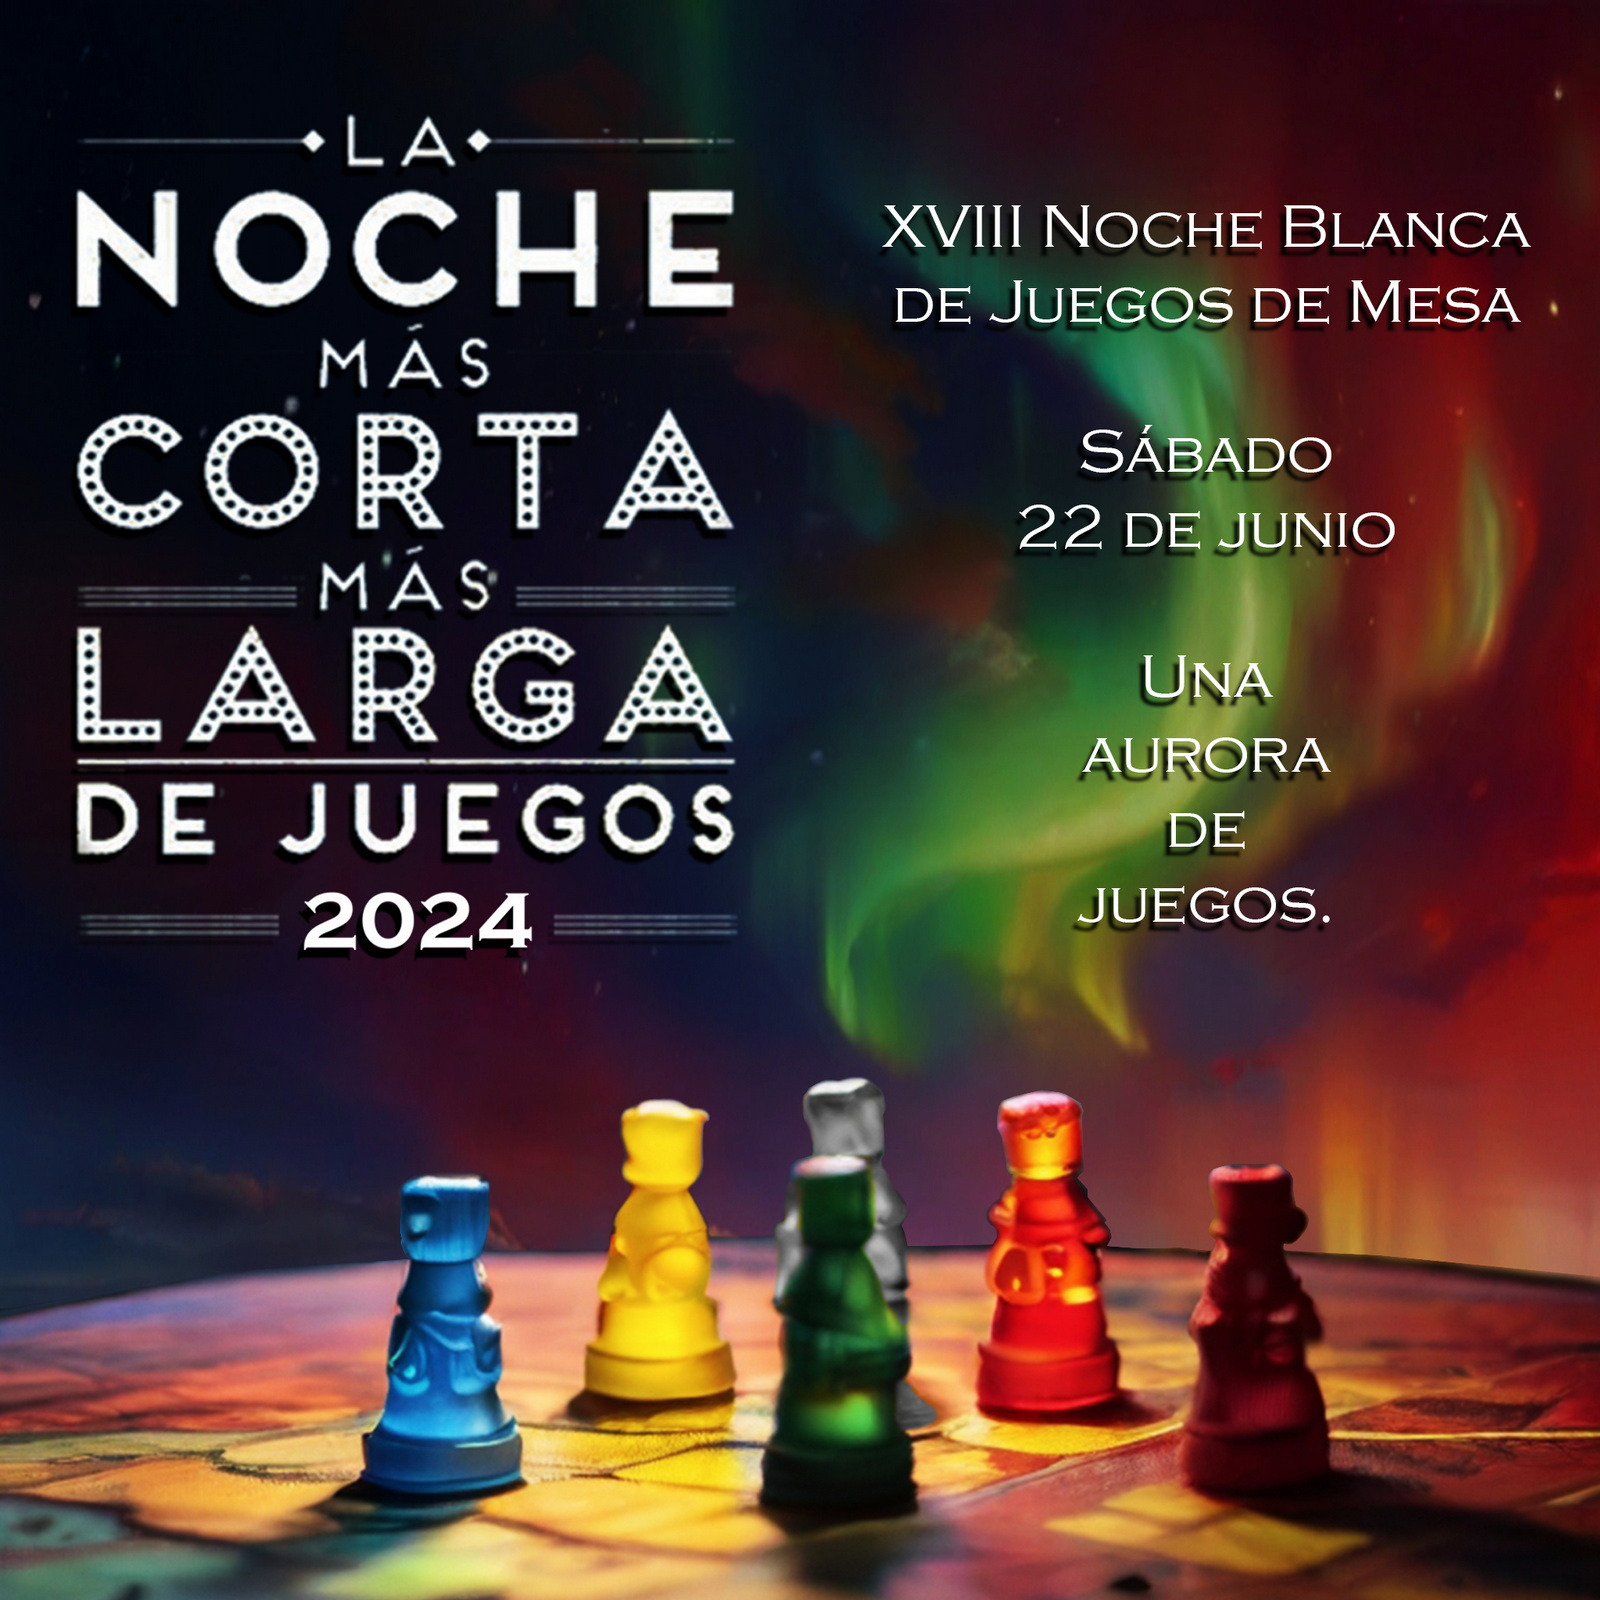 LA
NOCHE
MÁS
CORTA
MÁS
LARGA
DE JUEGOS
2024
XVIII Noche Blanca
de Juegos de Mesa
Sábado
22 de junio
Una
aurora
de
juegos.